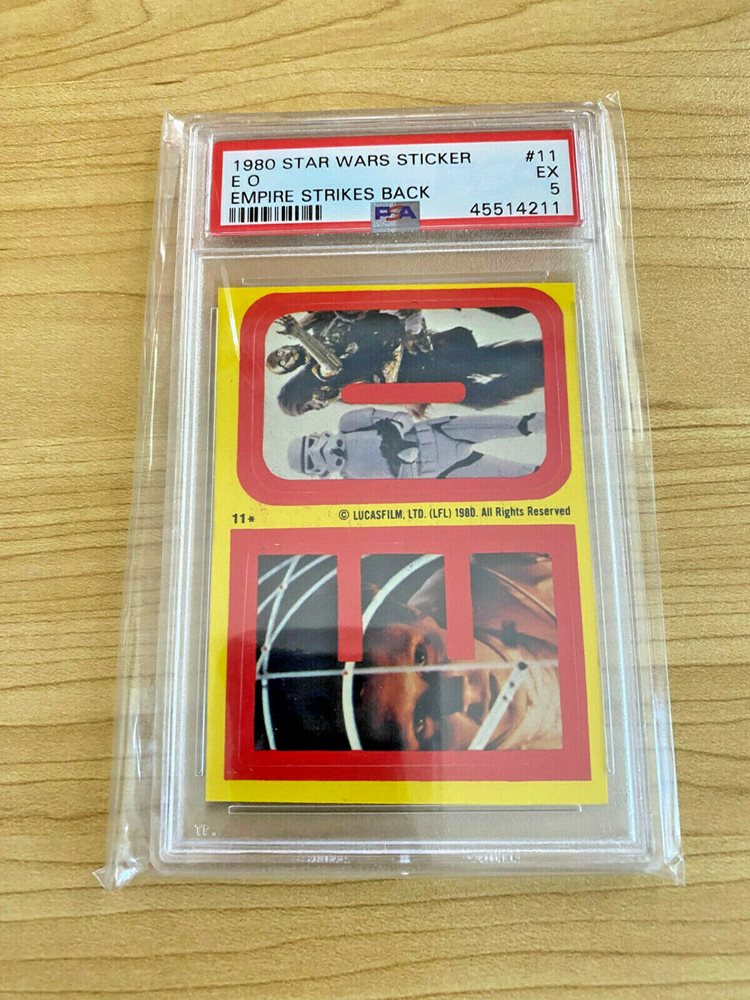 1980 STAR WARS STICKER #11
E O EX
EMPIRE STRIKES BACK 5
PSA 45514211
11*
© LUCASFILM, LTD. (LFL) 1980. All Rights Reserved
O
E